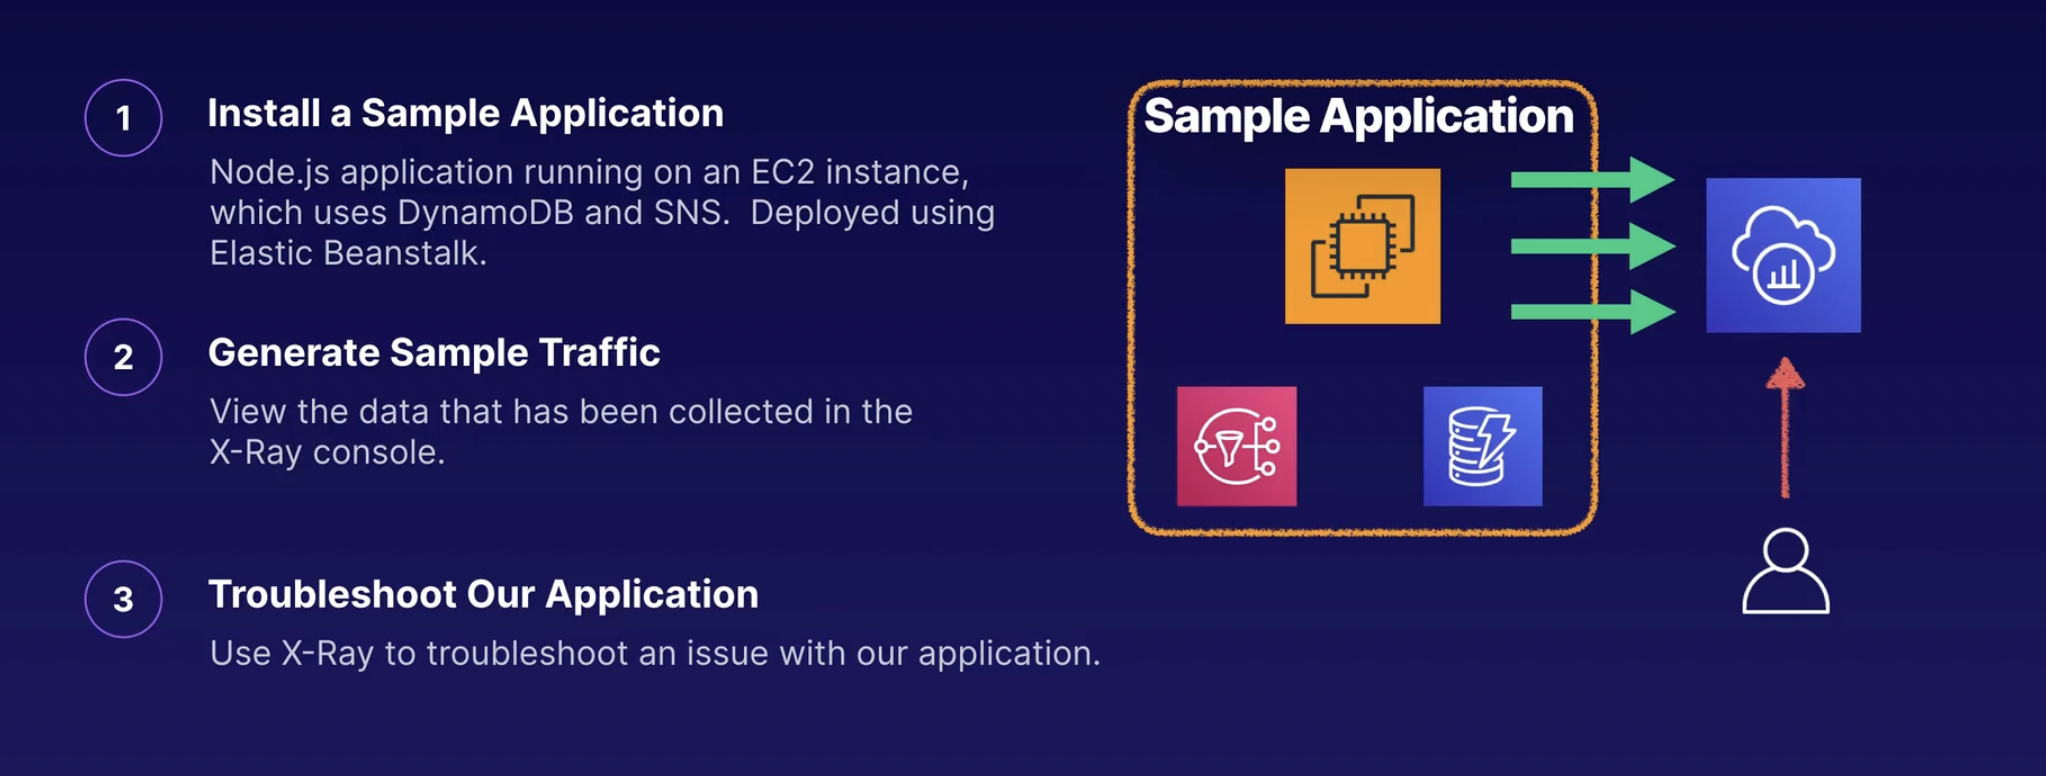 1
Install a Sample Application
Node.js application running on an EC2 instance,
which uses DynamoDB and SNS.  Deployed using
Elastic Beanstalk.
2
Generate Sample Traffic
View the data that has been collected in the
X-Ray console.
3
Troubleshoot Our Application
Use X-Ray to troubleshoot an issue with our application.
Sample Application